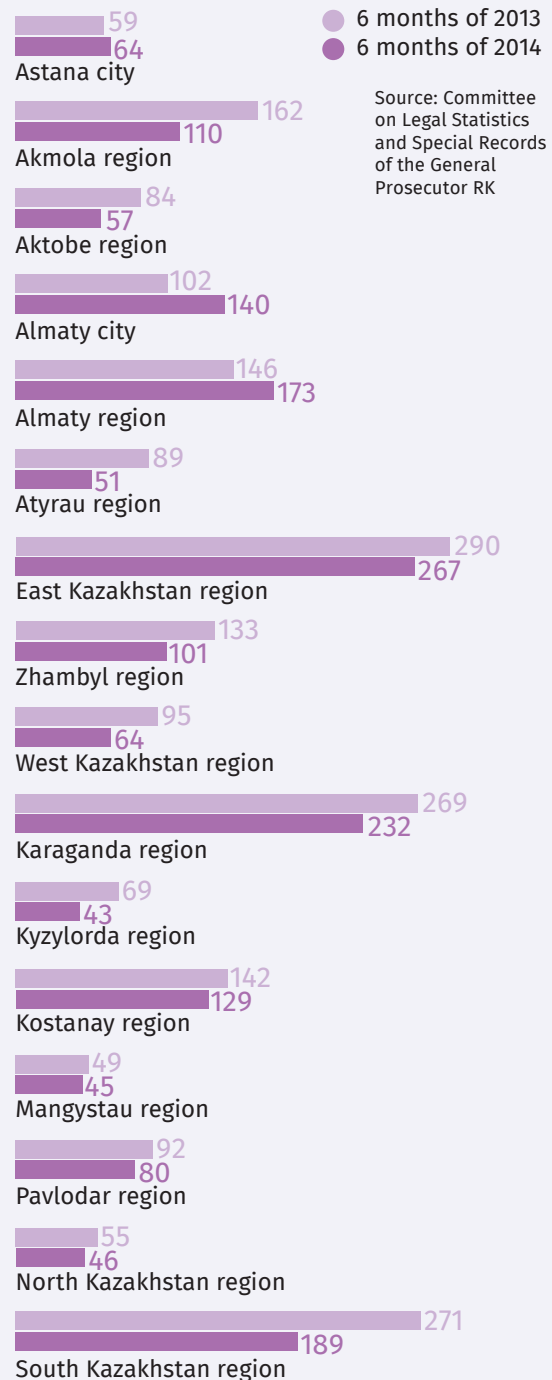 59
6 months of 2013
64
6 months of 2014
Astana city
Source: Committee
on Legal Statistics
and Special Records
of the General
Prosecutor RK
162
110
Akmola region
84
57
Aktobe region
102
140
Almaty city
146
173
Almaty region
89
51
Atyrau region
290
267
East Kazakhstan region
133
101
Zhambyl region
95
64
West Kazakhstan region
269
232
Karaganda region
69
43
Kyzylorda region
142
129
Kostanay region
49
45
Mangystau region
92
80
Pavlodar region
55
46
North Kazakhstan region
271
189
South Kazakhstan region